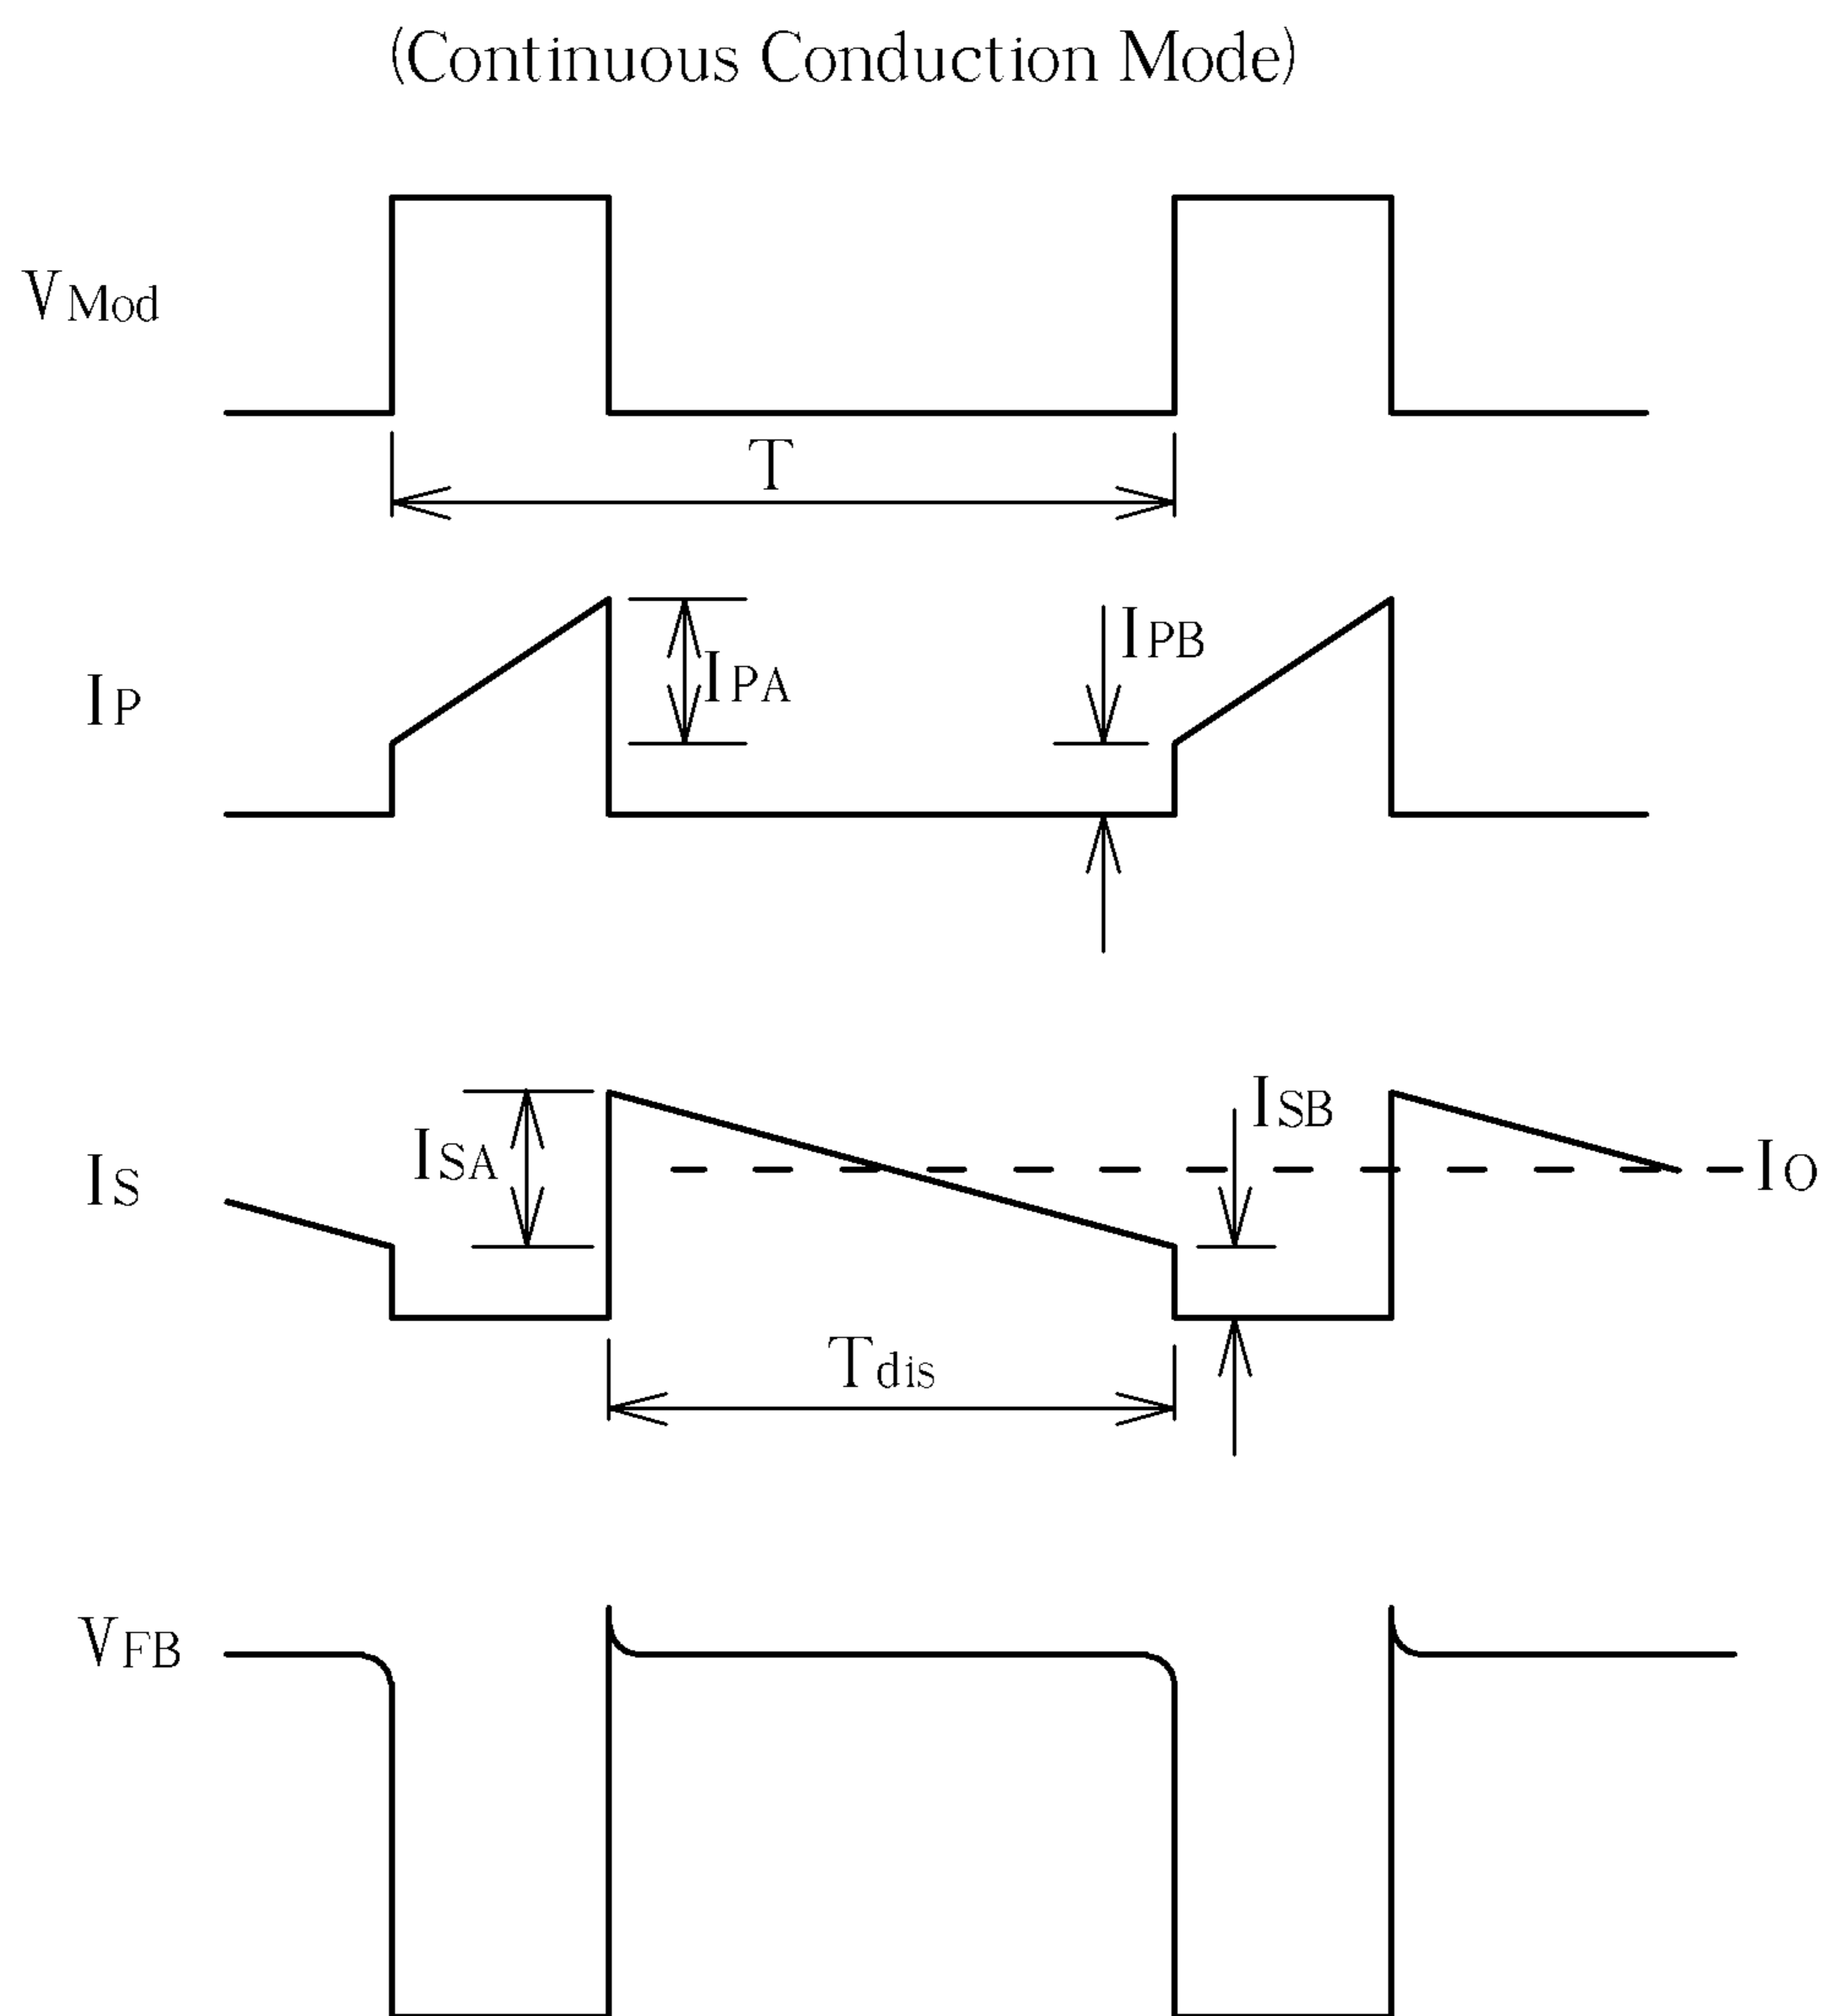 (Continuous Conduction Mode)
VMod
T
IP
IPA
IPB
IS
ISA
ISB
IO
Tdis
VFB